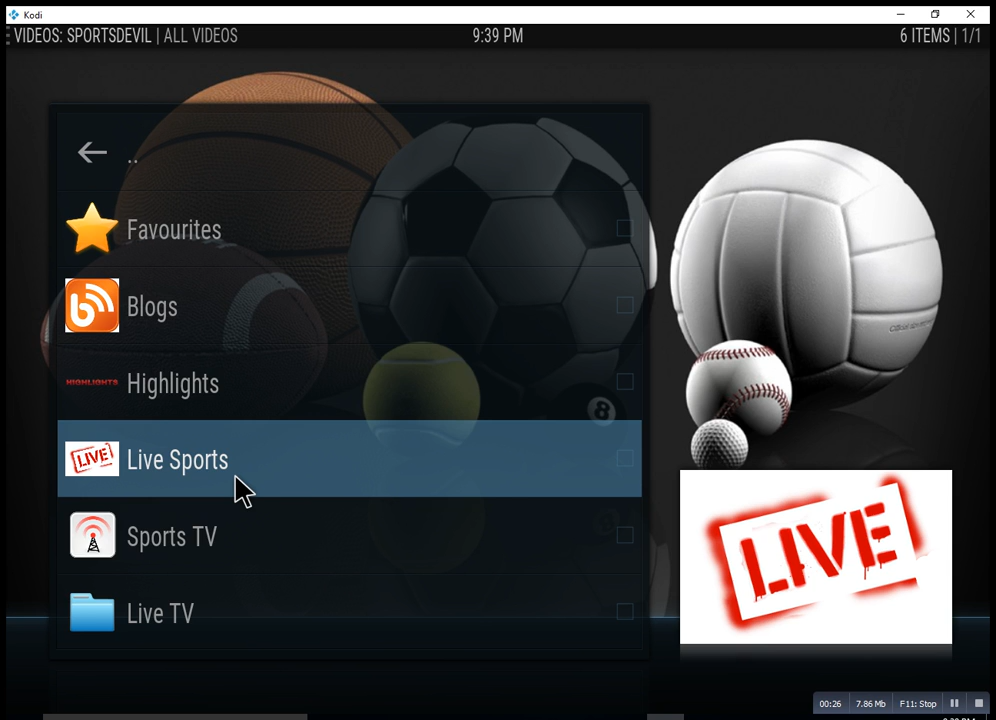 Kodi
VIDEOS: SPORTSDEVIL | ALL VIDEOS
9:39 PM
6 ITEMS | 1/1
..
Favourites
Blogs
HIGHLIGHTS
Highlights
LIVE
Live Sports
Sports TV
Live TV
8
LIVE
00:26
7.86 Mb
F11: Stop